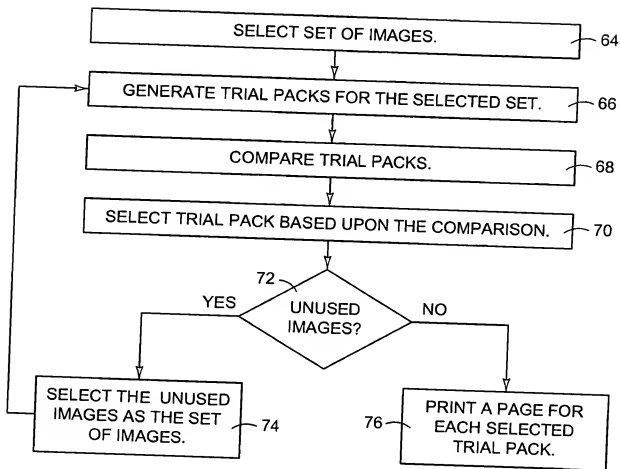 SELECT SET OF IMAGES.
64
GENERATE TRIAL PACKS FOR THE SELECTED SET.
66
COMPARE TRIAL PACKS.
68
SELECT TRIAL PACK BASED UPON THE COMPARISON.
70
72
UNUSED
IMAGES?
YES
NO
SELECT THE UNUSED
IMAGES AS THE SET
OF IMAGES.
74
76
PRINT A PAGE FOR
EACH SELECTED
TRIAL PACK.